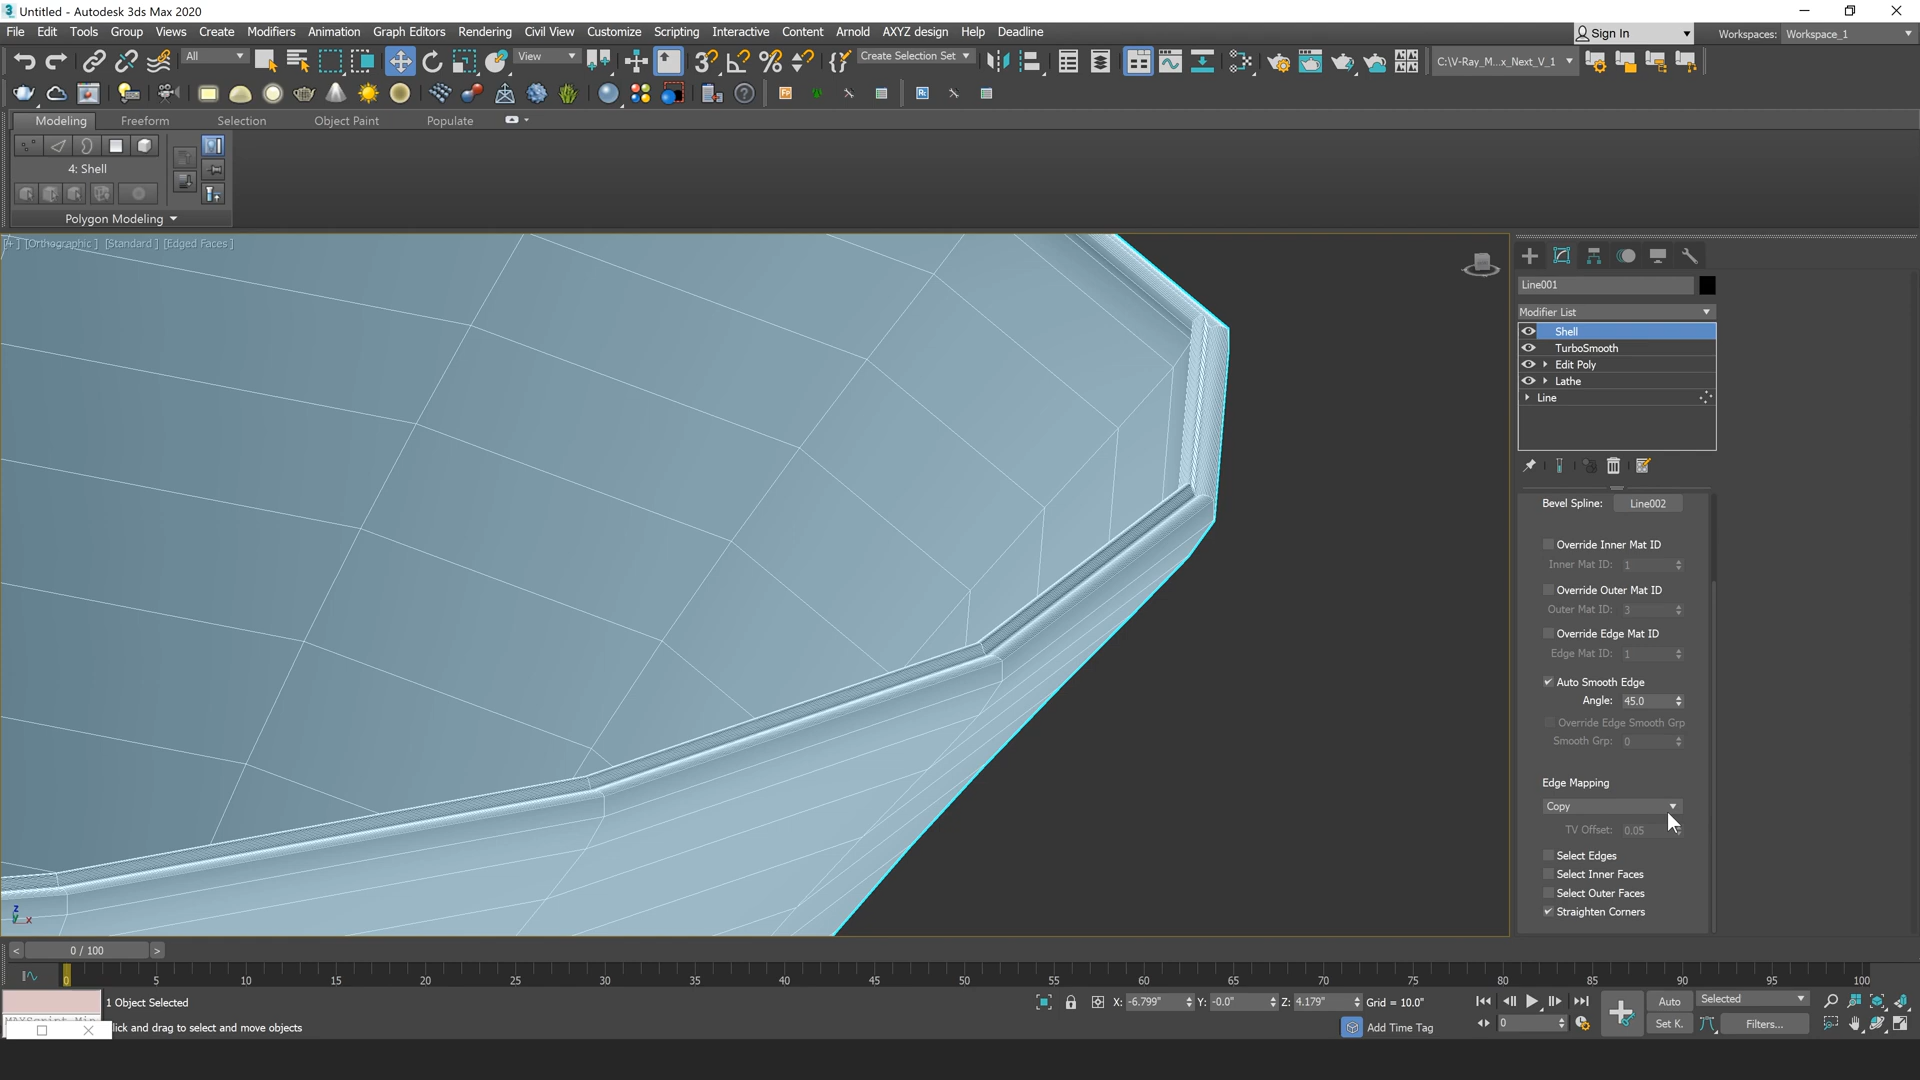 Untitled - Autodesk 3ds Max 2020
File Edit Tools Group Views Create Modifiers Animation Graph Editors Rendering Civil View Customize Scripting Interactive Content Arnold AXYZ design Help Deadline
Sign In
Workspaces: Workspace_1
All
View
Create Selection Set
C:\V-Ray_M...x_Next_V_1
Modeling Freeform Selection Object Paint Populate
4: Shell
Polygon Modeling
[+] [Orthographic] [Standard] [Edged Faces]
Line001
Modifier List
Shell
TurboSmooth
Edit Poly
Lathe
Line
Bevel Spline: Line002
Override Inner Mat ID
Inner Mat ID: 1
Override Outer Mat ID
Outer Mat ID: 3
Override Edge Mat ID
Edge Mat ID: 1
Auto Smooth Edge
Angle: 45.0
Override Edge Smooth Grp
Smooth Grp: 0
Edge Mapping
Copy
TV Offset: 0.05
Select Edges
Select Inner Faces
Select Outer Faces
Straighten Corners
z
y x
< 0 / 100 >
0 5 10 15 20 25 30 35 40 45 50 55 60 65 70 75 80 85 90 95 100
1 Object Selected
X: -6.799" Y: -0.0" Z: 4.179" Grid = 10.0"
Auto Selected
lick and drag to select and move objects
Add Time Tag
0
Set K. Filters...